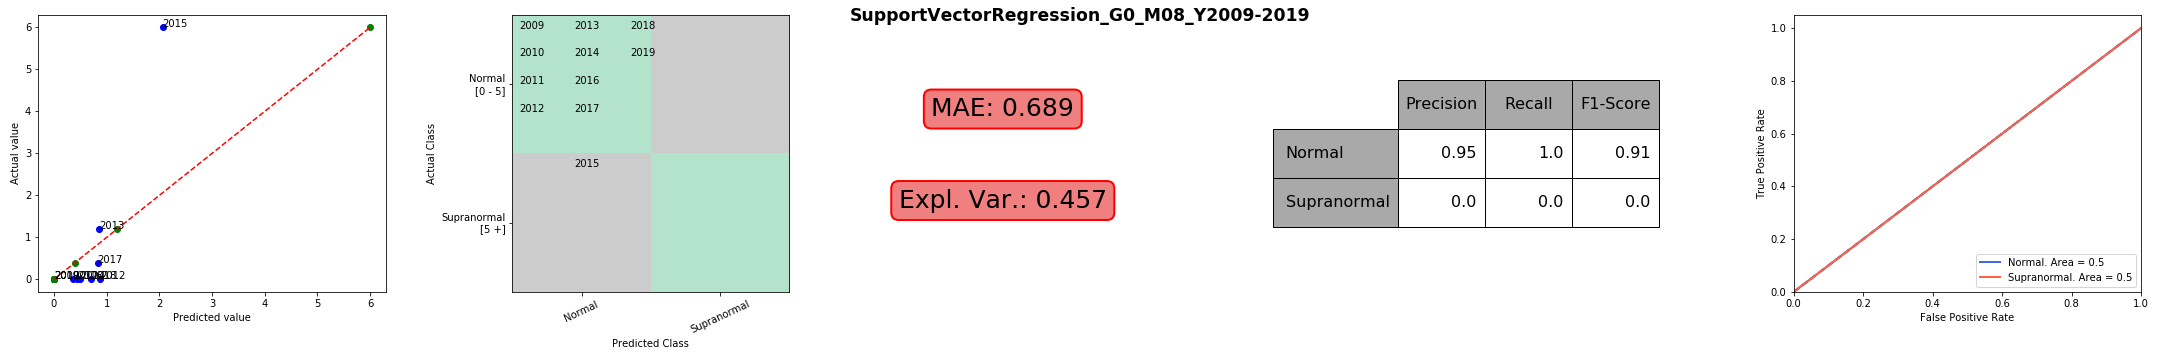 SupportVectorRegression_G0_M08_Y2009-2019
6
5
4
3
2
1
0
Actual value
2015
2013
2017
2012
0 1 2 3 4 5 6
Predicted value
Actual Class
Normal
[0 - 5]
Supranormal
[5 +]
2009 2013 2018
2010 2014 2019
2011 2016
2012 2017
2015
Normal Supranormal
Predicted Class
MAE: 0.689
Expl. Var.: 0.457
Precision Recall F1-Score
Normal 0.95 1.0 0.91
Supranormal 0.0 0.0 0.0
True Positive Rate
1.0
0.8
0.6
0.4
0.2
0.0
Normal. Area = 0.5
Supranormal. Area = 0.5
0.0 0.2 0.4 0.6 0.8 1.0
False Positive Rate